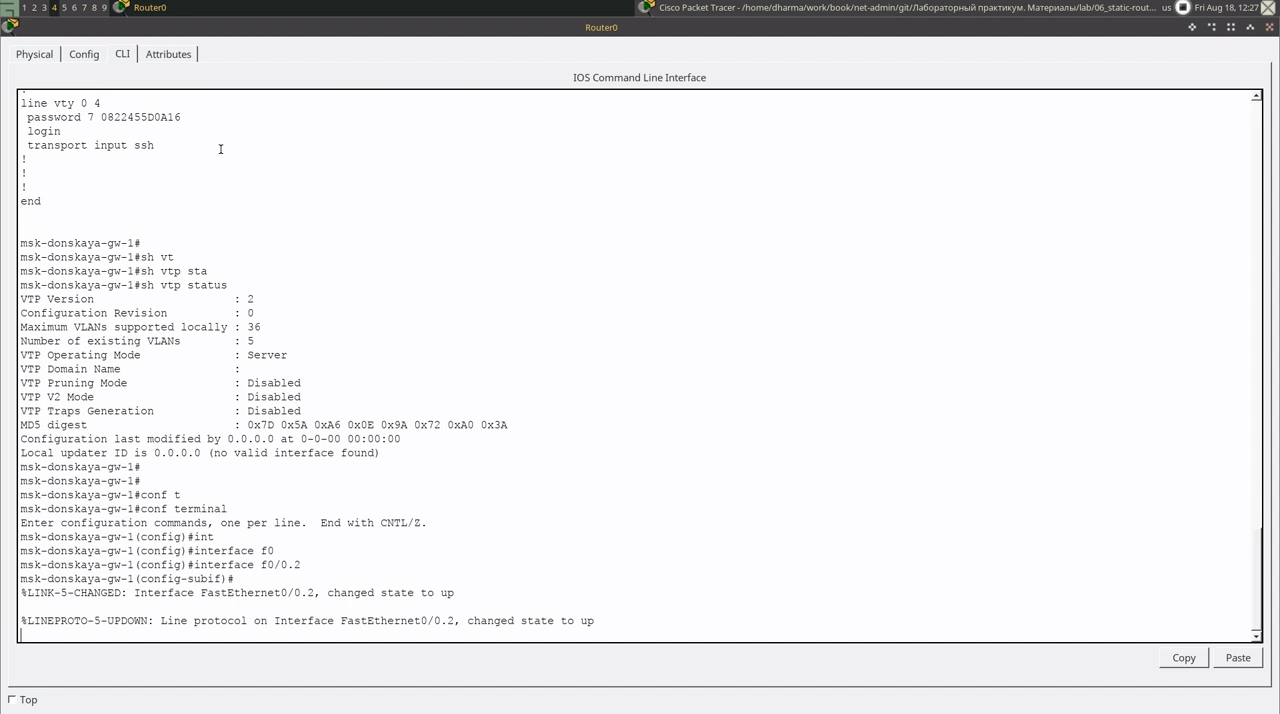 1 2 3 4 5 6 7 8 9 Router0 Cisco Packet Tracer - /home/dharma/work/book/net-admin/git/Лабораторный практикум. Материалы/lab/06_static-rout... us Fri Aug 18, 12:27
Router0
Physical Config CLI Attributes
IOS Command Line Interface
line vty 0 4
password 7 0822455D0A16
login
transport input ssh
!
!
!
end
msk-donskaya-gw-1#
msk-donskaya-gw-1#sh vt
msk-donskaya-gw-1#sh vtp sta
msk-donskaya-gw-1#sh vtp status
VTP Version : 2
Configuration Revision : 0
Maximum VLANs supported locally : 36
Number of existing VLANs : 5
VTP Operating Mode : Server
VTP Domain Name :
VTP Pruning Mode : Disabled
VTP V2 Mode : Disabled
VTP Traps Generation : Disabled
MD5 digest : 0x7D 0x5A 0xA6 0x0E 0x9A 0x72 0xA0 0x3A
Configuration last modified by 0.0.0.0 at 0-0-00 00:00:00
Local updater ID is 0.0.0.0 (no valid interface found)
msk-donskaya-gw-1#
msk-donskaya-gw-1#
msk-donskaya-gw-1#conf t
msk-donskaya-gw-1#conf terminal
Enter configuration commands, one per line.  End with CNTL/Z.
msk-donskaya-gw-1(config)#int
msk-donskaya-gw-1(config)#interface f0
msk-donskaya-gw-1(config)#interface f0/0.2
msk-donskaya-gw-1(config-subif)#
%LINK-5-CHANGED: Interface FastEthernet0/0.2, changed state to up
%LINEPROTO-5-UPDOWN: Line protocol on Interface FastEthernet0/0.2, changed state to up
Copy Paste
Top